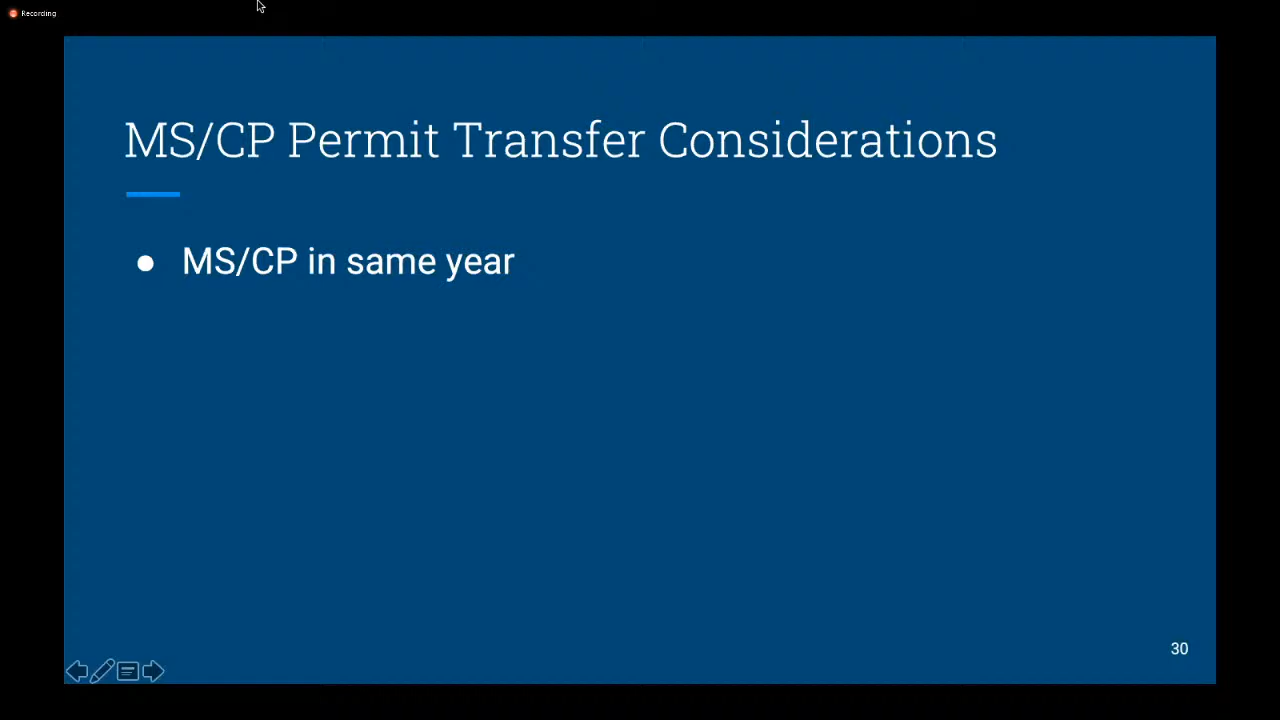 Recording
MS/CP Permit Transfer Considerations
● MS/CP in same year
30